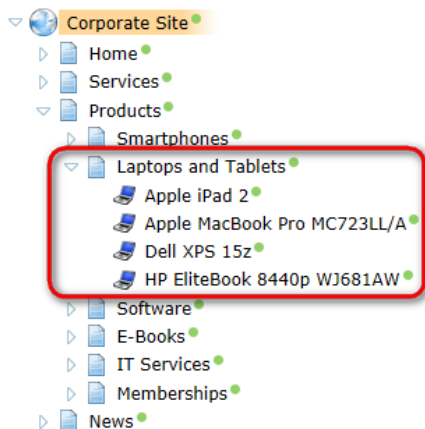 Corporate Site
Home
Services
Products
Smartphones
Laptops and Tablets
Apple iPad 2
Apple MacBook Pro MC723LL/A
Dell XPS 15z
HP EliteBook 8440p WJ681AW
Software
E-Books
IT Services
Memberships
News